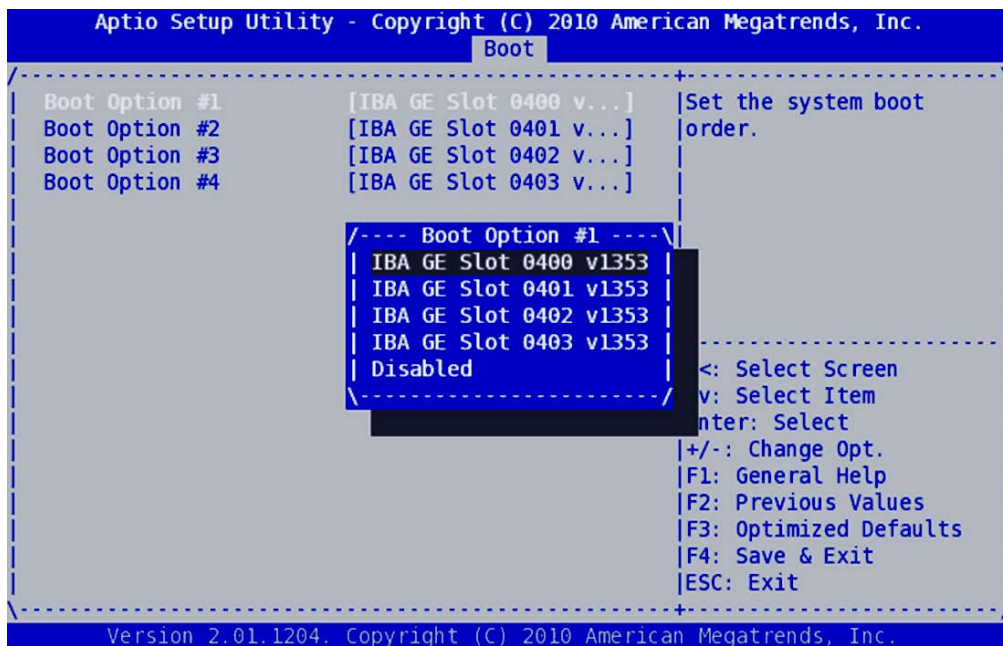 Aptio Setup Utility - Copyright (C) 2010 American Megatrends, Inc.
Boot
Boot Option #1 [IBA GE Slot 0400 v...]
Boot Option #2 [IBA GE Slot 0401 v...]
Boot Option #3 [IBA GE Slot 0402 v...]
Boot Option #4 [IBA GE Slot 0403 v...]
Set the system boot
order.
Boot Option #1
IBA GE Slot 0400 v1353
IBA GE Slot 0401 v1353
IBA GE Slot 0402 v1353
IBA GE Slot 0403 v1353
Disabled
<: Select Screen
v: Select Item
nter: Select
+/-: Change Opt.
F1: General Help
F2: Previous Values
F3: Optimized Defaults
F4: Save & Exit
ESC: Exit
Version 2.01.1204. Copyright (C) 2010 American Megatrends, Inc.